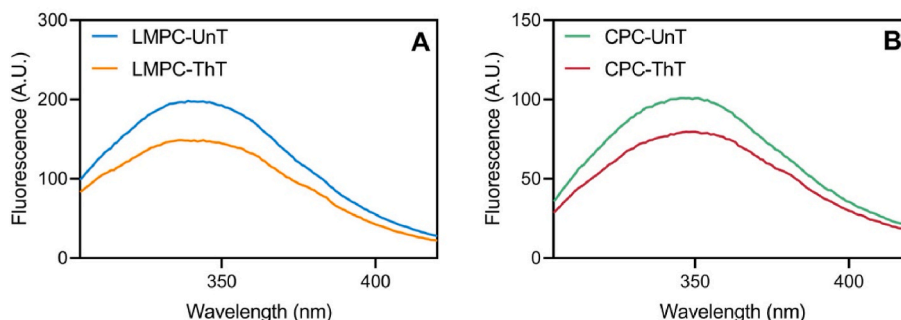 300
200
100
0
Fluorescence (A.U.)
LMPC-UnT
LMPC-ThT
A
350
400
Wavelength (nm)
150
100
50
0
Fluorescence (A.U.)
CPC-UnT
CPC-ThT
B
350
400
Wavelength (nm)